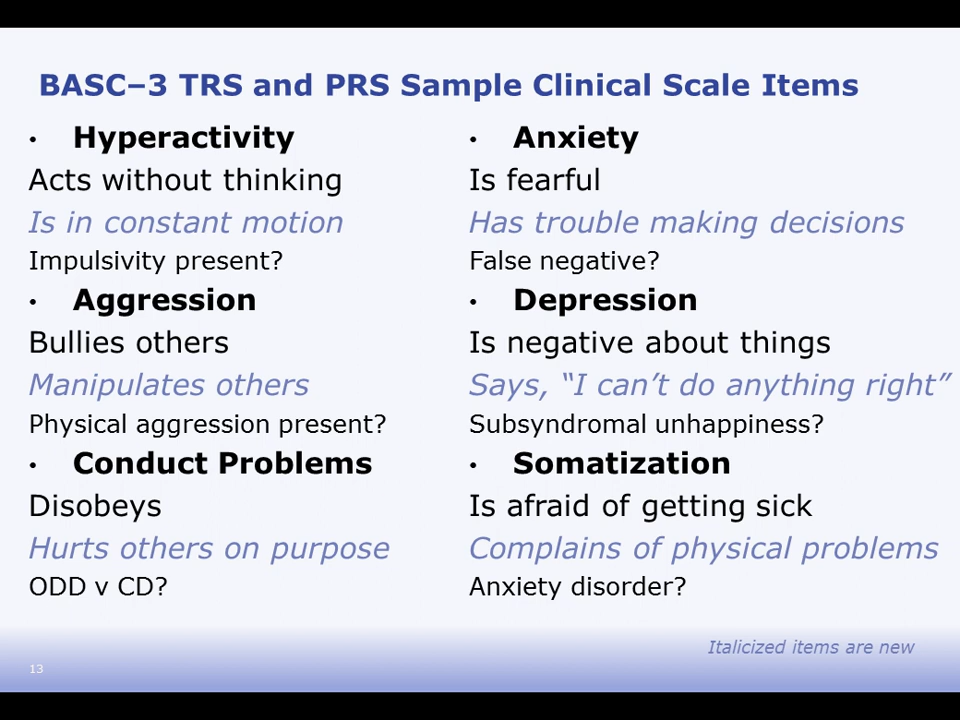 BASC–3 TRS and PRS Sample Clinical Scale Items
• Hyperactivity
Acts without thinking
Is in constant motion
Impulsivity present?
• Aggression
Bullies others
Manipulates others
Physical aggression present?
• Conduct Problems
Disobeys
Hurts others on purpose
ODD v CD?
• Anxiety
Is fearful
Has trouble making decisions
False negative?
• Depression
Is negative about things
Says, “I can’t do anything right”
Subsyndromal unhappiness?
• Somatization
Is afraid of getting sick
Complains of physical problems
Anxiety disorder?
Italicized items are new
13